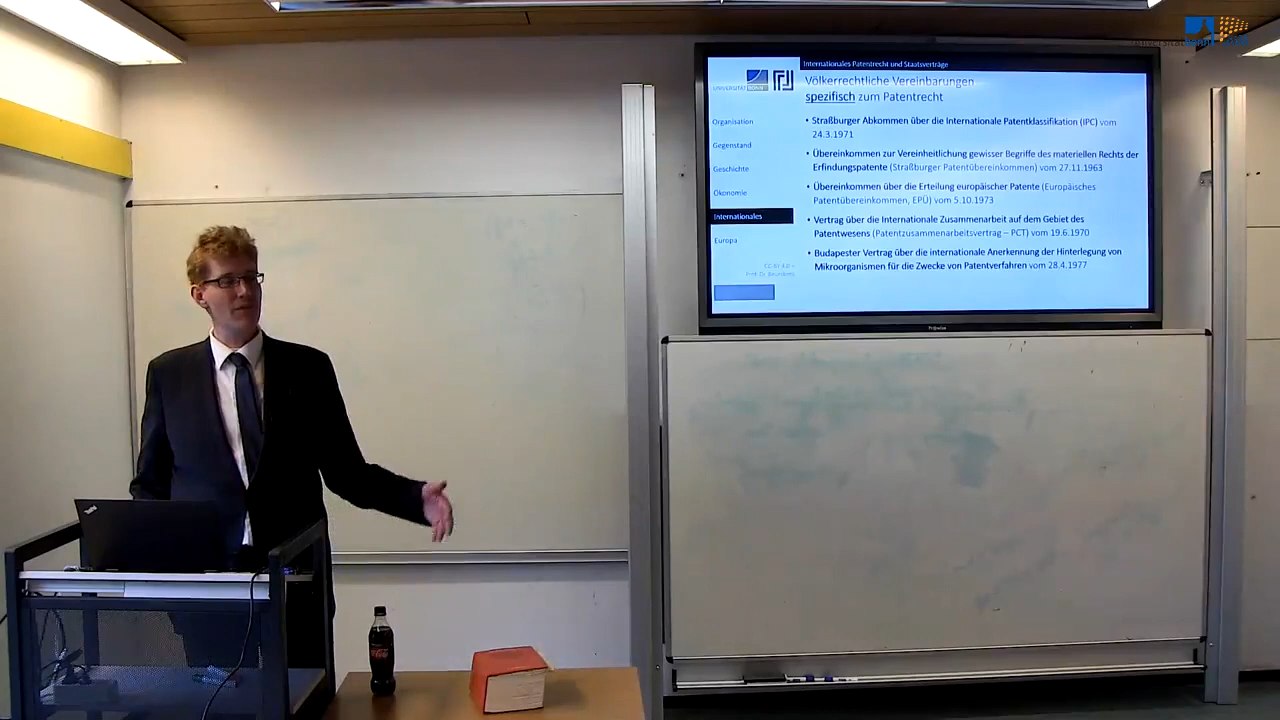 Internationales Patentrecht und Staatsverträge
Völkerrechtliche Vereinbarungen
spezifisch zum Patentrecht
UNIVERSITÄT BONN
Organisation
Gegenstand
Geschichte
Ökonomie
Internationales
Europa
• Straßburger Abkommen über die Internationale Patentklassifikation (IPC) vom
24.3.1971
• Übereinkommen zur Vereinheitlichung gewisser Begriffe des materiellen Rechts der
Erfindungspatente (Straßburger Patentübereinkommen) vom 27.11.1963
• Übereinkommen über die Erteilung europäischer Patente (Europäisches
Patentübereinkommen, EPÜ) vom 5.10.1973
• Vertrag über die Internationale Zusammenarbeit auf dem Gebiet des
Patentwesens (Patentzusammenarbeitsvertrag – PCT) vom 19.6.1970
• Budapester Vertrag über die internationale Anerkennung der Hinterlegung von
Mikroorganismen für die Zwecke von Patentverfahren vom 28.4.1977